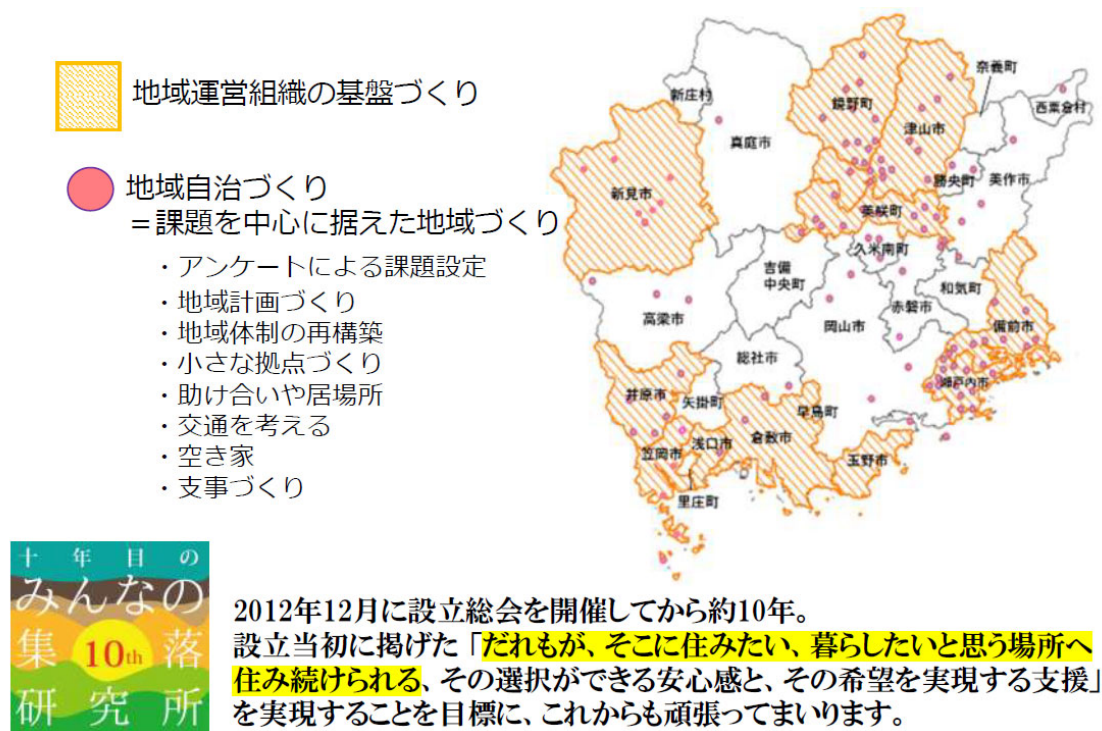 地域運営組織の基盤づくり
地域自治づくり
＝課題を中心に据えた地域づくり
・アンケートによる課題設定
・地域計画づくり
・地域体制の再構築
・小さな拠点づくり
・助け合いや居場所
・交通を考える
・空き家
・支事づくり
奈義町
新庄村
鏡野町
西粟倉村
津山市
真庭市
勝央町
美作市
新見市
美咲町
久米南町
吉備
中央町
和気町
赤磐市
高梁市
岡山市
備前市
総社市
瀬戸内市
井原市
矢掛町
早島町
浅口市
倉敷市
笠岡市
玉野市
里庄町
十年目の
みんなの
集10th落
研究所
2012年12月に設立総会を開催してから約10年。
設立当初に掲げた「だれもが、そこに住みたい、暮らしたいと思う場所へ
住み続けられる、その選択ができる安心感と、その希望を実現する支援」
を実現することを目標に、これからも頑張ってまいります。